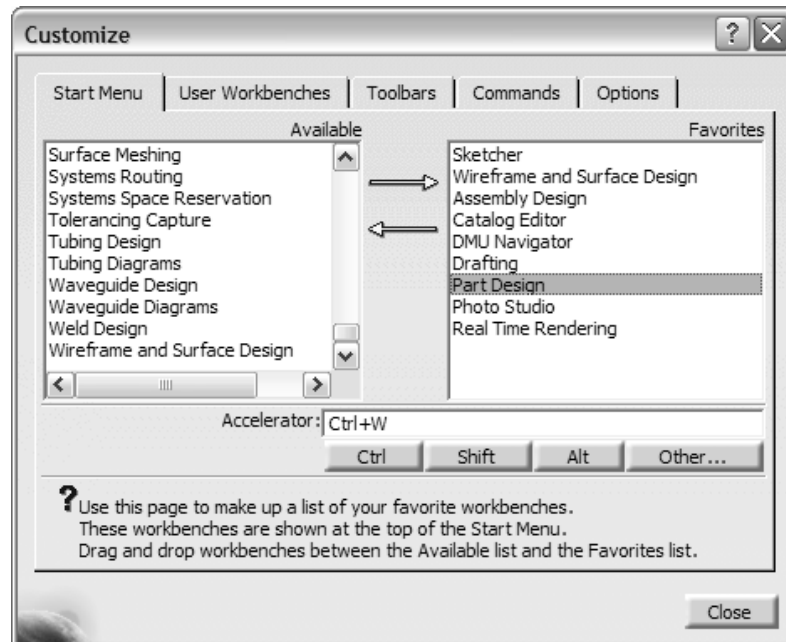 Customize
Start Menu
User Workbenches
Toolbars
Commands
Options
Available
Favorites
Surface Meshing
Systems Routing
Systems Space Reservation
Tolerancing Capture
Tubing Design
Tubing Diagrams
Waveguide Design
Waveguide Diagrams
Weld Design
Wireframe and Surface Design
Sketcher
Wireframe and Surface Design
Assembly Design
Catalog Editor
DMU Navigator
Drafting
Part Design
Photo Studio
Real Time Rendering
Accelerator: Ctrl+W
Ctrl
Shift
Alt
Other...
Use this page to make up a list of your favorite workbenches.
These workbenches are shown at the top of the Start Menu.
Drag and drop workbenches between the Available list and the Favorites list.
Close